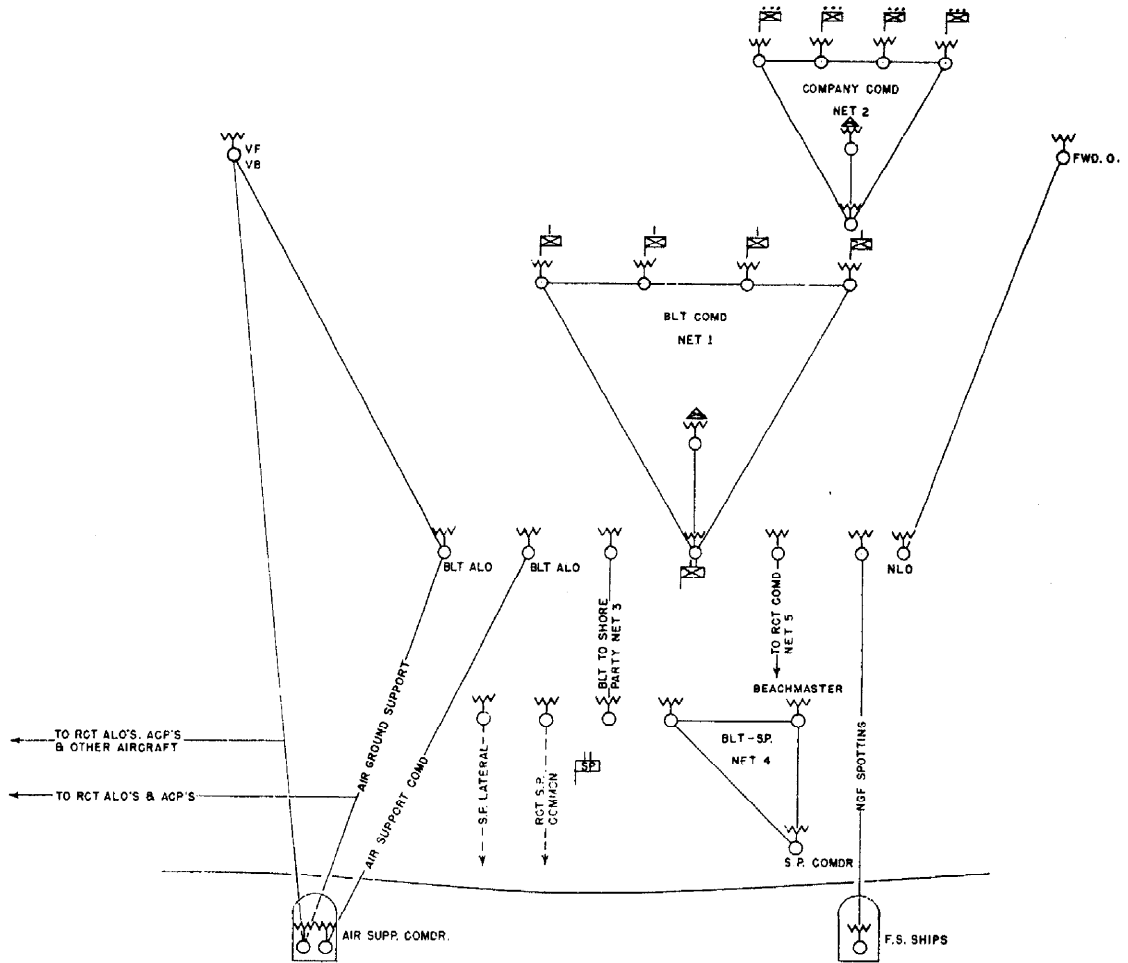 COMPANY COMD
NET 2
VF
VB
FWD. O.
BLT COMD
NET 1
BLT ALO
BLT ALO
NLO
BLT TO SHORE
PARTY NET 3
TO RCT COMD
NET 5
BEACHMASTER
BLT-S.P.
NET 4
S.P. COMDR
SP
S.P. LATERAL
RCT S.P.
COMMON
AIR GROUND SUPPORT
AIR SUPPORT COMD
NGF SPOTTING
TO RCT ALO'S, ACP'S
& OTHER AIRCRAFT
TO RCT ALO'S & ACP'S
AIR SUPP. COMDR.
F.S. SHIPS